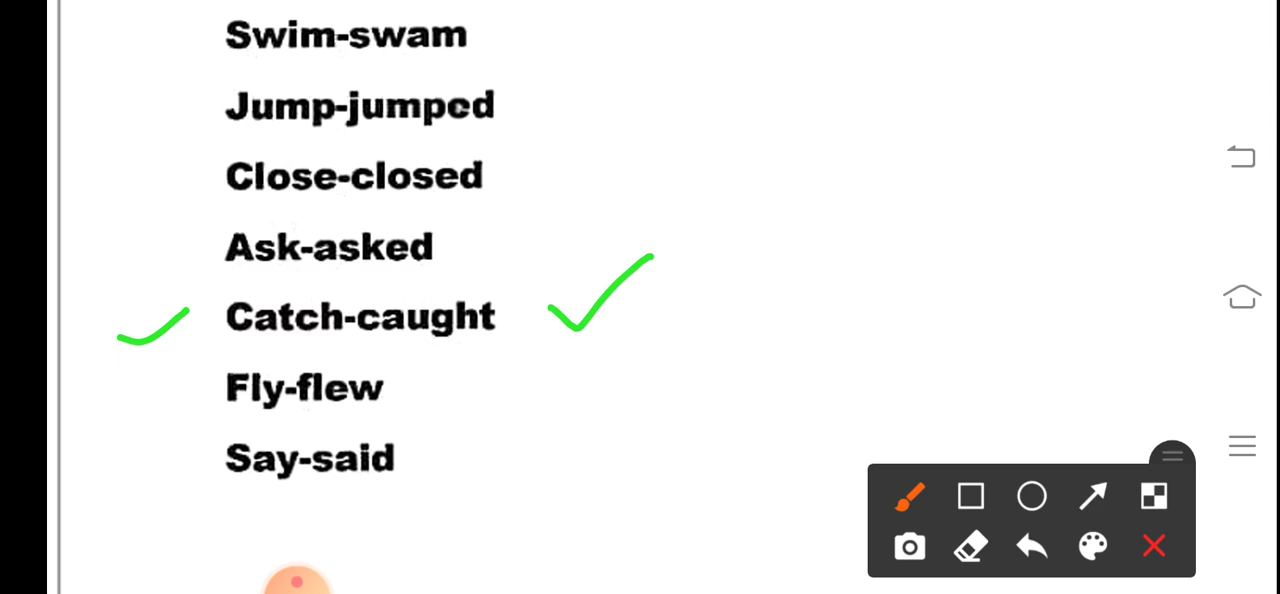 Swim-swam
Jump-jumped
Close-closed
Ask-asked
Catch-caught
Fly-flew
Say-said